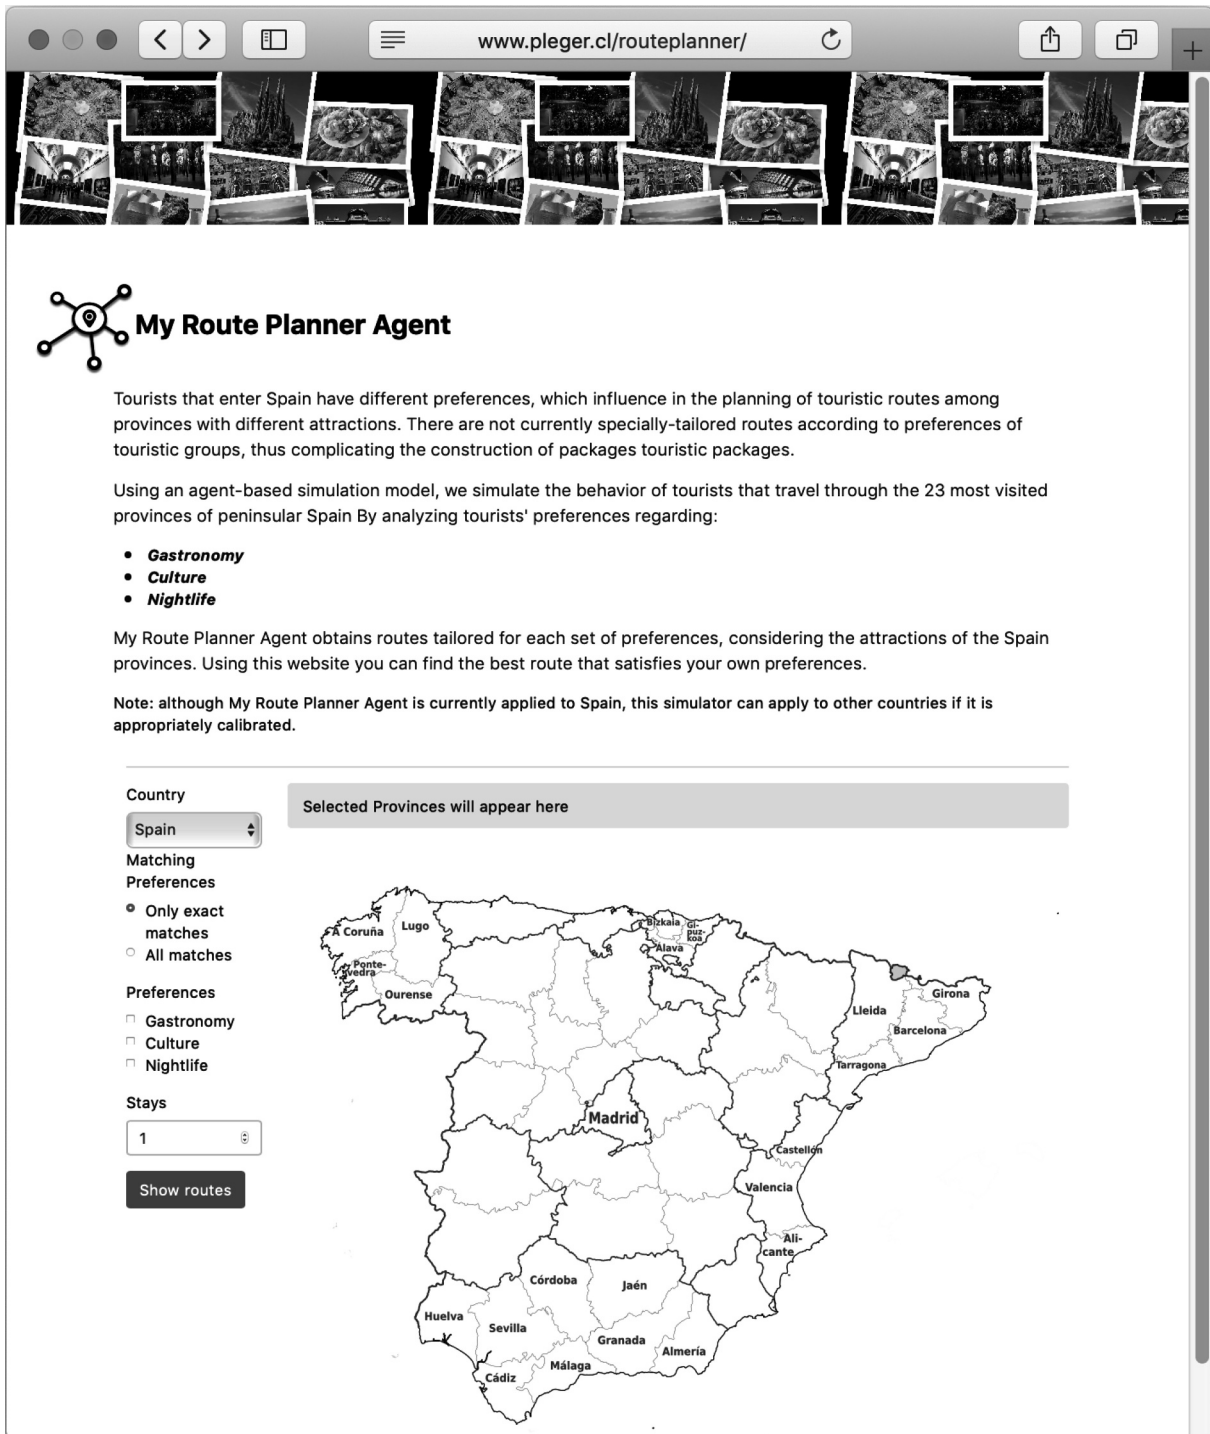 www.pleger.cl/routeplanner/
My Route Planner Agent
Tourists that enter Spain have different preferences, which influence in the planning of touristic routes among
provinces with different attractions. There are not currently specially-tailored routes according to preferences of
touristic groups, thus complicating the construction of packages touristic packages.
Using an agent-based simulation model, we simulate the behavior of tourists that travel through the 23 most visited
provinces of peninsular Spain By analyzing tourists' preferences regarding:
• Gastronomy
• Culture
• Nightlife
My Route Planner Agent obtains routes tailored for each set of preferences, considering the attractions of the Spain
provinces. Using this website you can find the best route that satisfies your own preferences.
Note: although My Route Planner Agent is currently applied to Spain, this simulator can apply to other countries if it is
appropriately calibrated.
Country
Spain
Matching
Preferences
Only exact
matches
All matches
Preferences
Gastronomy
Culture
Nightlife
Stays
1
Show routes
Selected Provinces will appear here
A Coruña
Lugo
Ponte-
vedra
Ourense
Bizkaia
Gi-
puz-
koa
Álava
Girona
Lleida
Barcelona
Tarragona
Madrid
Castellón
Valencia
Ali-
cante
Córdoba
Jaén
Huelva
Sevilla
Granada
Almería
Málaga
Cádiz